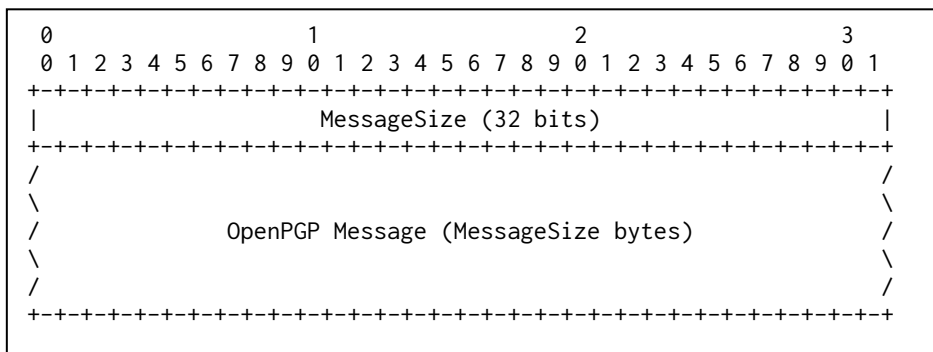 0                   1                   2                   3
0 1 2 3 4 5 6 7 8 9 0 1 2 3 4 5 6 7 8 9 0 1 2 3 4 5 6 7 8 9 0 1
+-+-+-+-+-+-+-+-+-+-+-+-+-+-+-+-+-+-+-+-+-+-+-+-+-+-+-+-+-+-+-+-+
|                     MessageSize (32 bits)                     |
+-+-+-+-+-+-+-+-+-+-+-+-+-+-+-+-+-+-+-+-+-+-+-+-+-+-+-+-+-+-+-+-+
/                                                               /
\                                                               \
/              OpenPGP Message (MessageSize bytes)              /
\                                                               \
/                                                               /
+-+-+-+-+-+-+-+-+-+-+-+-+-+-+-+-+-+-+-+-+-+-+-+-+-+-+-+-+-+-+-+-+